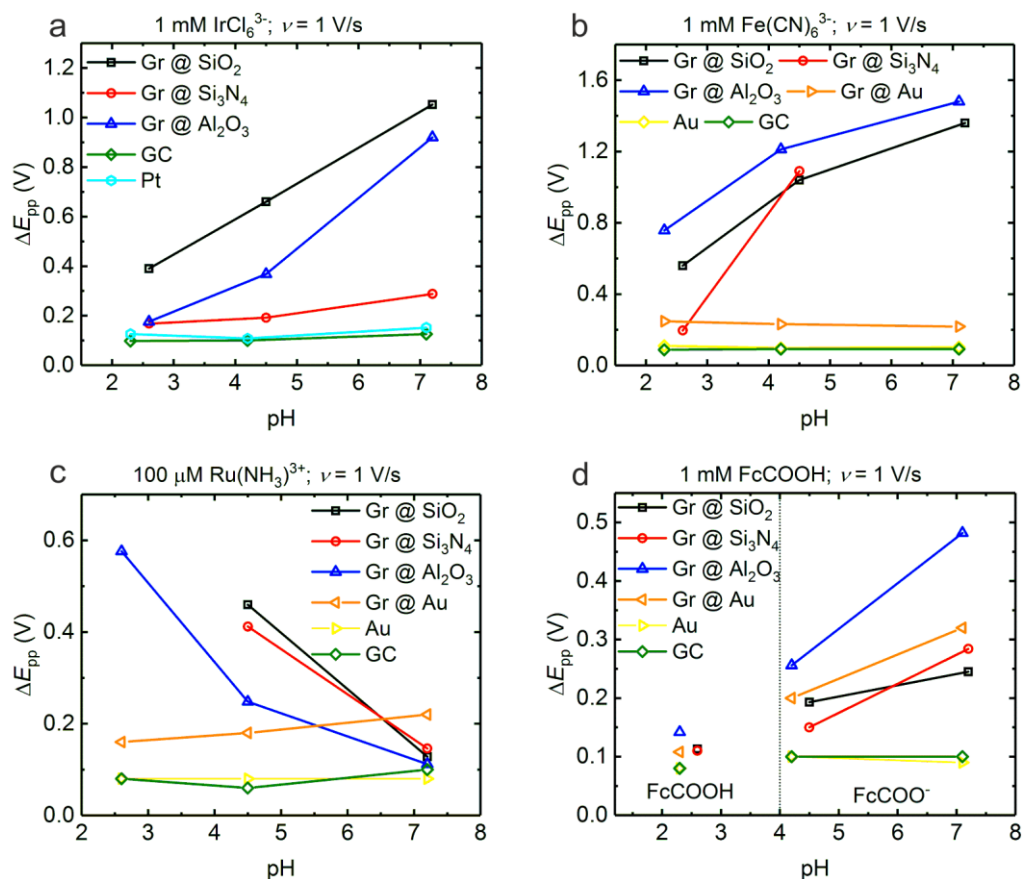 a
1 mM IrCl₆³⁻; ν = 1 V/s
Gr @ SiO₂
Gr @ Si₃N₄
Gr @ Al₂O₃
GC
Pt
1.2
1.0
0.8
0.6
0.4
0.2
0.0
ΔEpp (V)
2 3 4 5 6 7 8
pH
b
1 mM Fe(CN)₆³⁻; ν = 1 V/s
Gr @ SiO₂ Gr @ Si₃N₄
Gr @ Al₂O₃ Gr @ Au
Au GC
1.6
1.2
0.8
0.4
0.0
ΔEpp (V)
2 3 4 5 6 7 8
pH
c
100 μM Ru(NH₃)³⁺; ν = 1 V/s
Gr @ SiO₂
Gr @ Si₃N₄
Gr @ Al₂O₃
Gr @ Au
Au
GC
0.6
0.4
0.2
0.0
ΔEpp (V)
2 3 4 5 6 7 8
pH
d
1 mM FcCOOH; ν = 1 V/s
Gr @ SiO₂
Gr @ Si₃N₄
Gr @ Al₂O₃
Gr @ Au
Au
GC
0.5
0.4
0.3
0.2
0.1
0.0
ΔEpp (V)
FcCOOH FcCOO⁻
2 3 4 5 6 7 8
pH